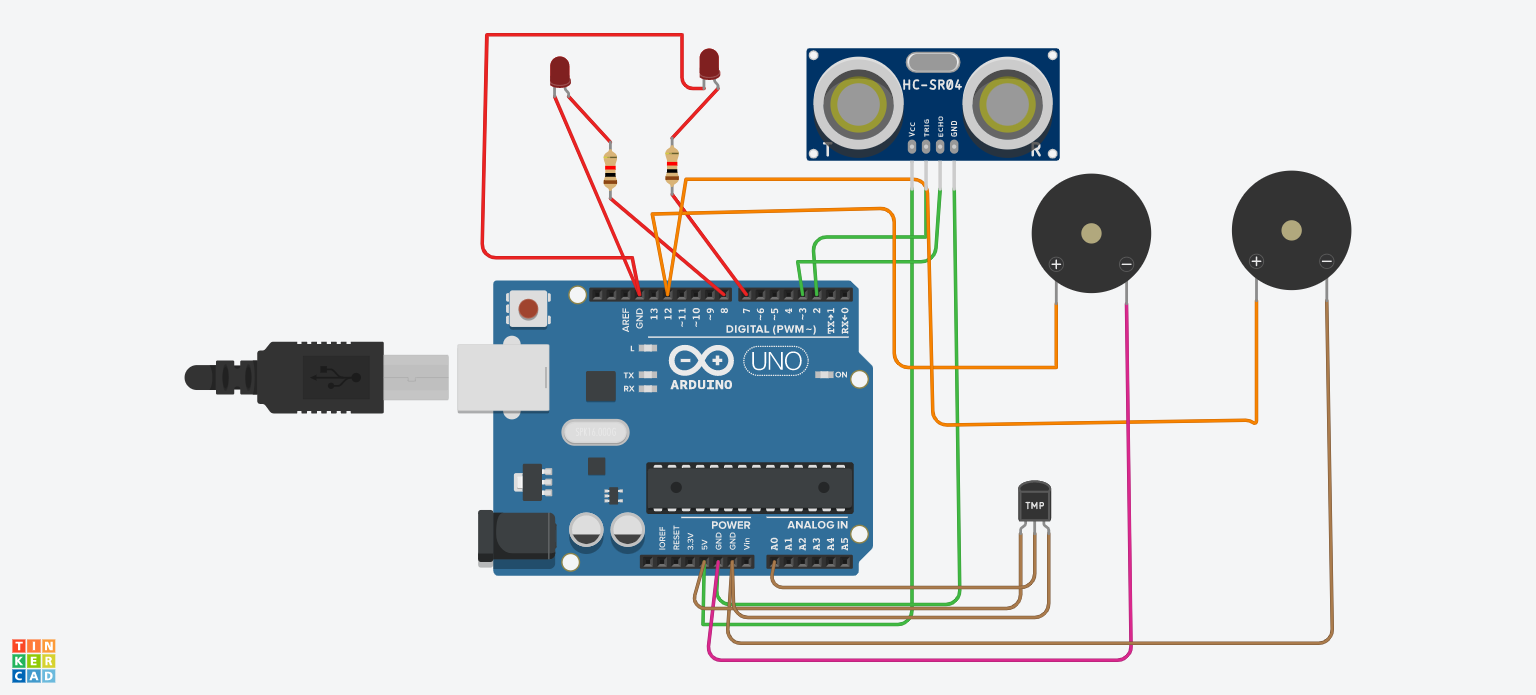 HC-SR04
VCC
TRIG
ECHO
GND
T
R
AREF
GND
13
12
~11
~10
~9
8
7
~6
~5
4
~3
2
TX→1
RX←0
DIGITAL (PWM~)
L
TX
RX
UNO
ON
ARDUINO
TMP
POWER
ANALOG IN
IOREF
RESET
3.3V
5V
GND
GND
Vin
A0
A1
A2
A3
A4
A5
TIN
KER
CAD